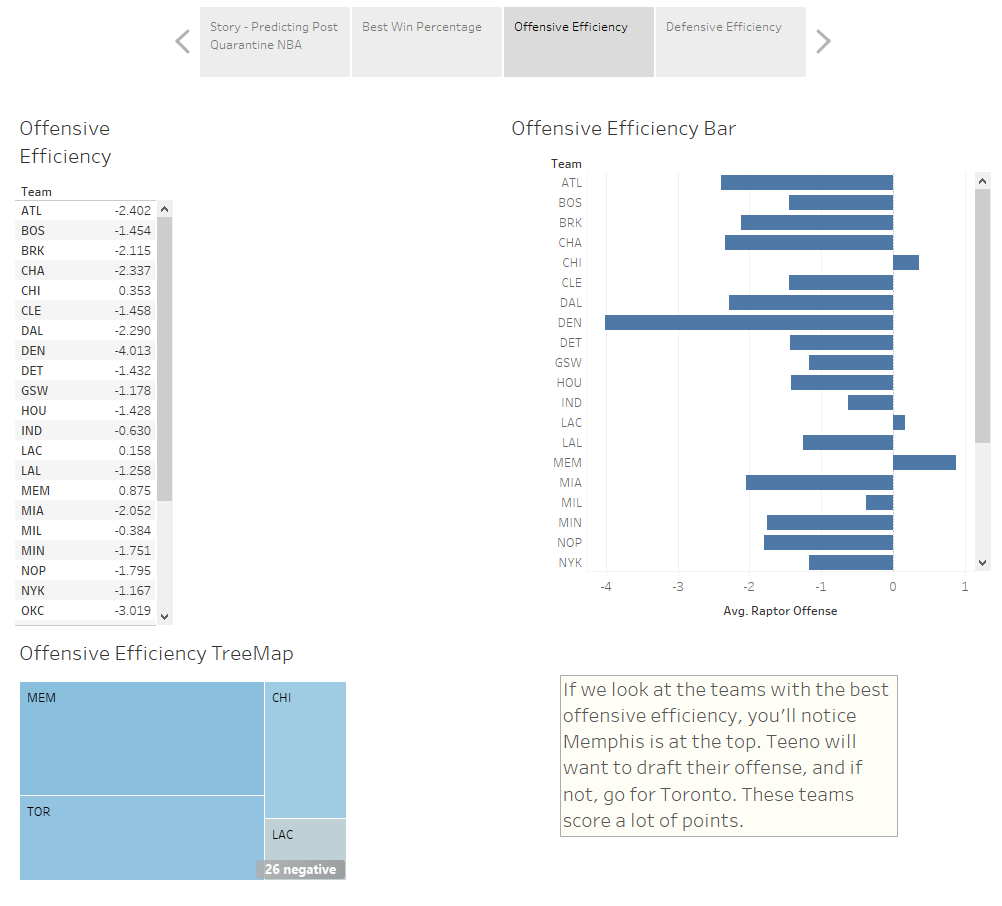 Story - Predicting Post
Quarantine NBA
Best Win Percentage
Offensive Efficiency
Defensive Efficiency
Offensive
Efficiency
Team
ATL -2.402
BOS -1.454
BRK -2.115
CHA -2.337
CHI 0.353
CLE -1.458
DAL -2.290
DEN -4.013
DET -1.432
GSW -1.178
HOU -1.428
IND -0.630
LAC 0.158
LAL -1.258
MEM 0.875
MIA -2.052
MIL -0.384
MIN -1.751
NOP -1.795
NYK -1.167
OKC -3.019
Offensive Efficiency Bar
Team
ATL
BOS
BRK
CHA
CHI
CLE
DAL
DEN
DET
GSW
HOU
IND
LAC
LAL
MEM
MIA
MIL
MIN
NOP
NYK
-4 -3 -2 -1 0 1
Avg. Raptor Offense
Offensive Efficiency TreeMap
MEM
CHI
TOR
LAC
26 negative
If we look at the teams with the best
offensive efficiency, you’ll notice
Memphis is at the top. Teeno will
want to draft their offense, and if
not, go for Toronto. These teams
score a lot of points.